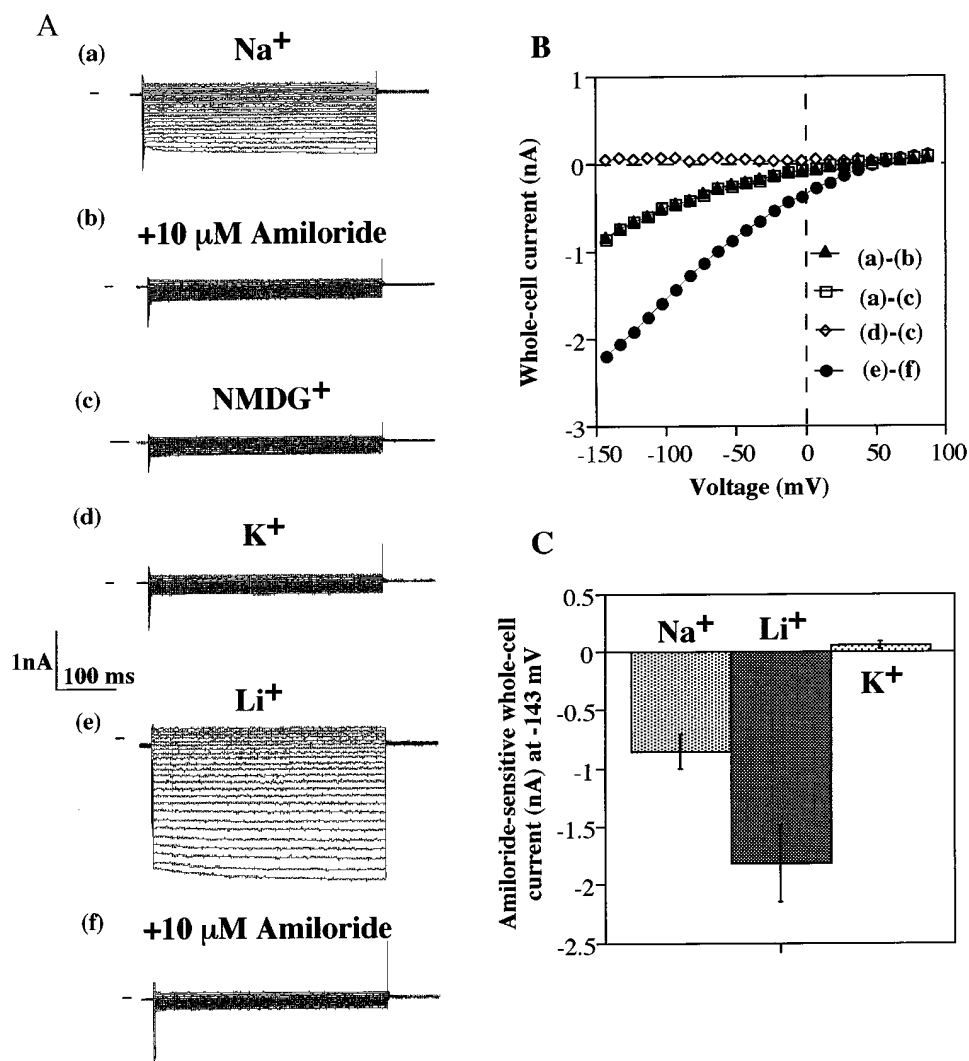 A
(a)
Na+
(b)
+10 μM Amiloride
(c)
NMDG+
(d)
K+
1nA
100 ms
Li+
(e)
(f)
+10 μM Amiloride
B
Whole-cell current (nA)
1
0
-1
-2
-3
(a)-(b)
(a)-(c)
(d)-(c)
(e)-(f)
-150
-100
-50
0
50
100
Voltage (mV)
C
Amiloride-sensitive whole-cell
current (nA) at -143 mV
0.5
0
-0.5
-1
-1.5
-2
-2.5
Na+
Li+
K+